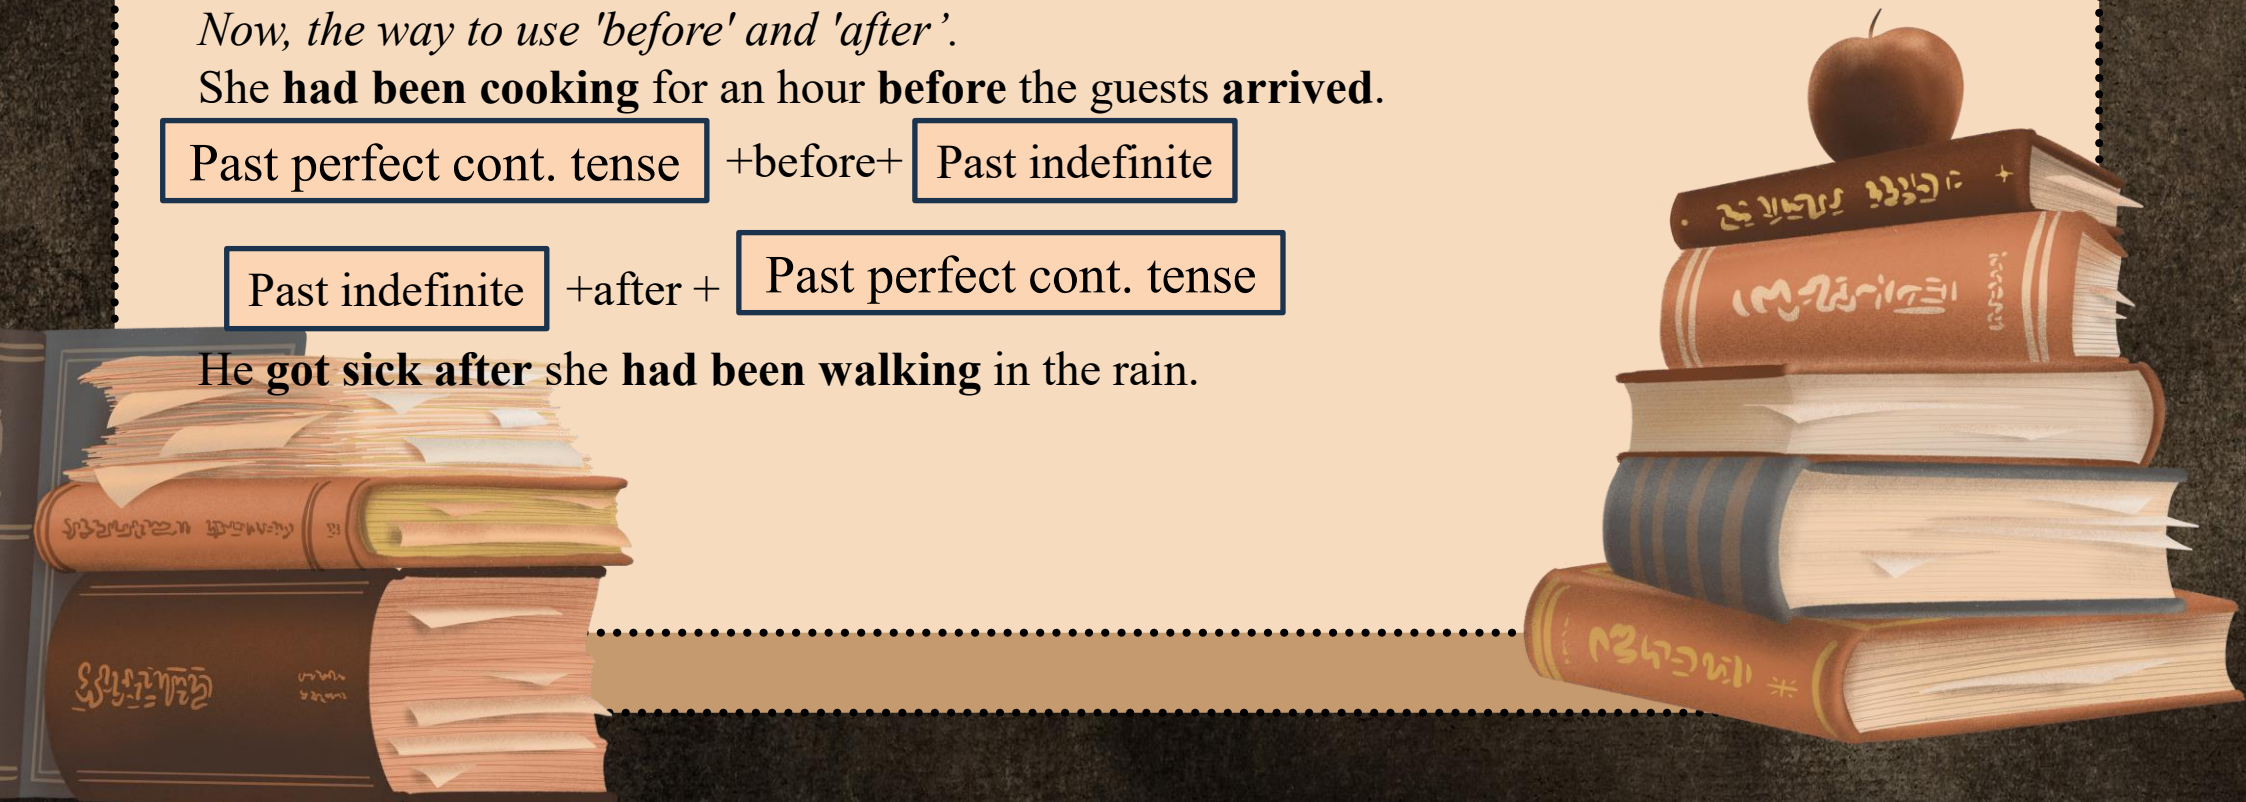 Now, the way to use 'before' and 'after’.
She had been cooking for an hour before the guests arrived.
Past perfect cont. tense +before+ Past indefinite
Past indefinite +after + Past perfect cont. tense
He got sick after she had been walking in the rain.